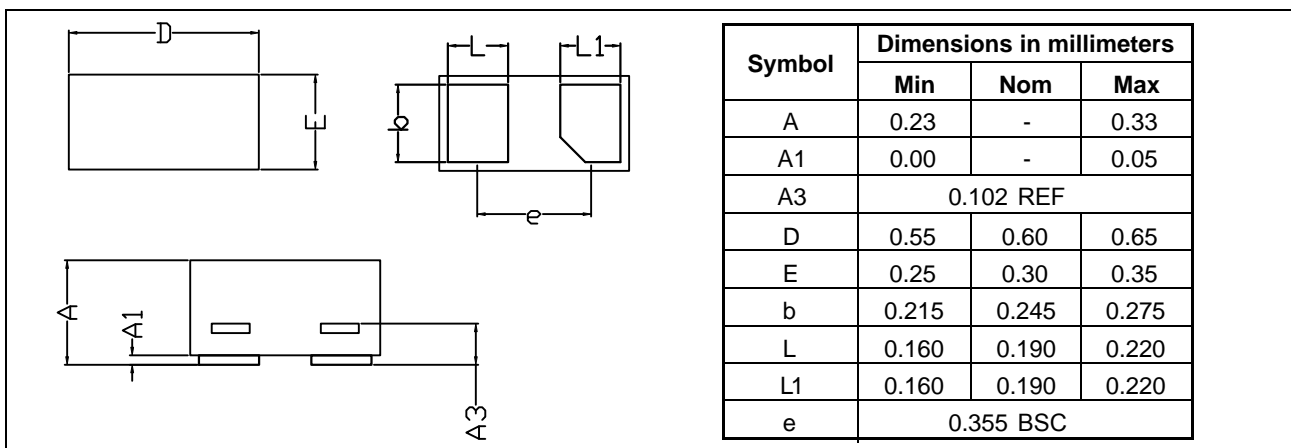 D
E
L
L1
b
e
A
A1
A3
Symbol
Dimensions in millimeters
Min Nom Max
A 0.23 - 0.33
A1 0.00 - 0.05
A3 0.102 REF
D 0.55 0.60 0.65
E 0.25 0.30 0.35
b 0.215 0.245 0.275
L 0.160 0.190 0.220
L1 0.160 0.190 0.220
e 0.355 BSC